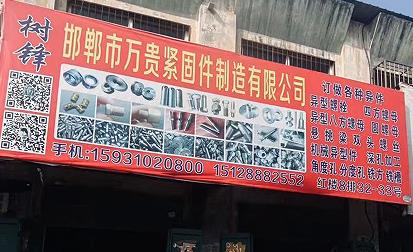 树锋
邯郸市万贵紧固件制造有限公司
订做各种异件
异型螺栓 四方螺母
异型八方螺母 圆螺母
悬挑梁双头螺丝
机械异型件 深孔加工
角度孔 分度孔 铣方 铣槽
手机:15931020800 15128882552
红拱8排32-33号